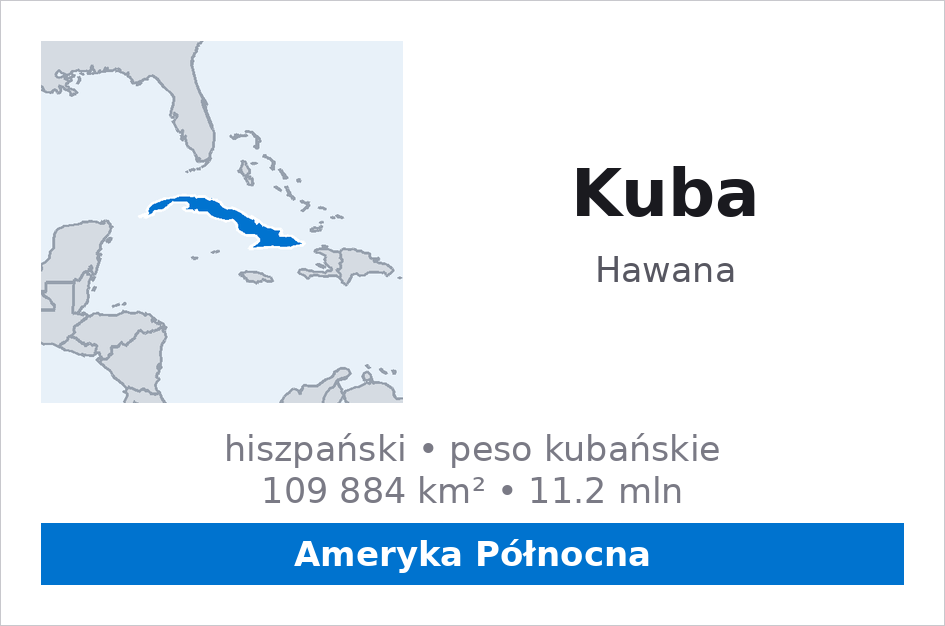 Kuba
Hawana
hiszpański • peso kubańskie
109 884 km² • 11.2 mln
Ameryka Północna